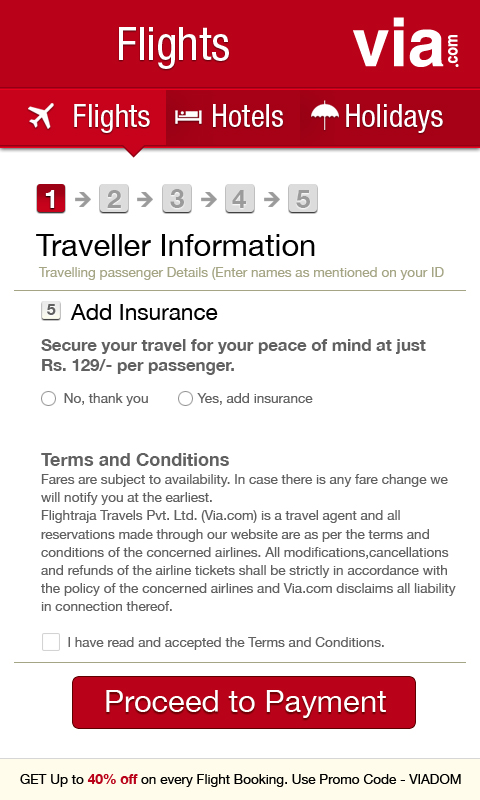 Flights
via.com
Flights Hotels Holidays
1 2 3 4 5
Traveller Information
Travelling passenger Details (Enter names as mentioned on your ID
5 Add Insurance
Secure your travel for your peace of mind at just
Rs. 129/- per passenger.
No, thank you Yes, add insurance
Terms and Conditions
Fares are subject to availability. In case there is any fare change we
will notify you at the earliest.
Flightraja Travels Pvt. Ltd. (Via.com) is a travel agent and all
reservations made through our website are as per the terms and
conditions of the concerned airlines. All modifications,cancellations
and refunds of the airline tickets shall be strictly in accordance with
the policy of the concerned airlines and Via.com disclaims all liability
in connection thereof.
I have read and accepted the Terms and Conditions.
Proceed to Payment
GET Up to 40% off on every Flight Booking. Use Promo Code - VIADOM